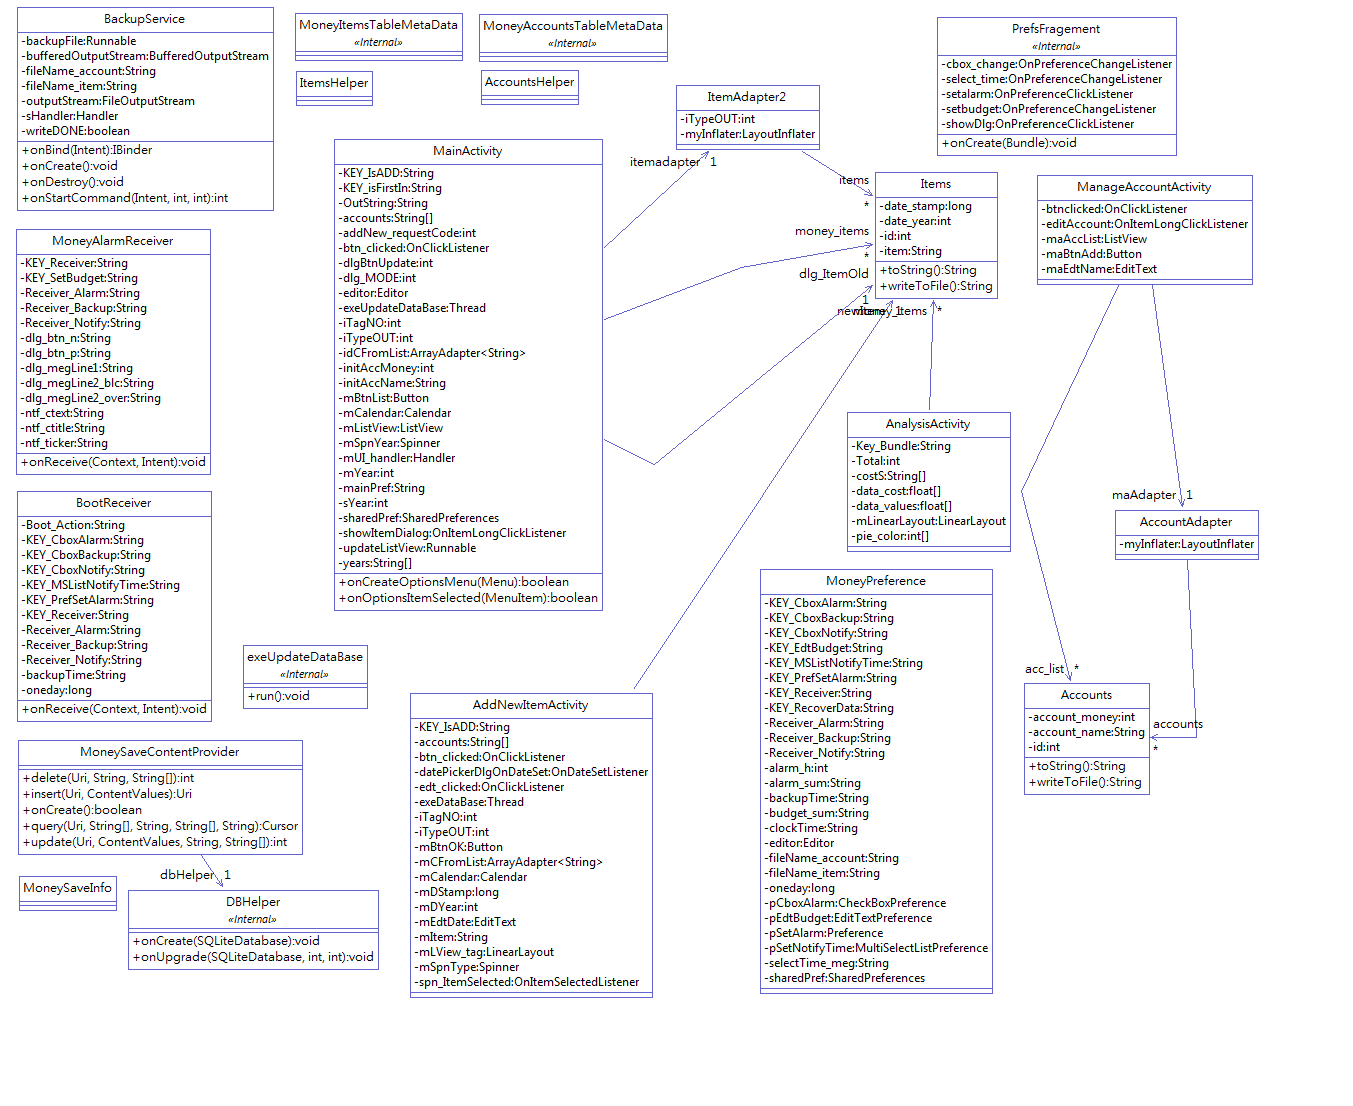 BackupService
-backupFile:Runnable
-bufferedOutputStream:BufferedOutputStream
-fileName_account:String
-fileName_item:String
-outputStream:FileOutputStream
-sHandler:Handler
-writeDONE:boolean
+onBind(Intent):IBinder
+onCreate():void
+onDestroy():void
+onStartCommand(Intent, int, int):int
MoneyItemsTableMetaData
«Internal»
MoneyAccountsTableMetaData
«Internal»
ItemsHelper
AccountsHelper
PrefsFragement
«Internal»
-cbox_change:OnPreferenceChangeListener
-select_time:OnPreferenceChangeListener
-setalarm:OnPreferenceClickListener
-setbudget:OnPreferenceChangeListener
-showDlg:OnPreferenceClickListener
+onCreate(Bundle):void
ItemAdapter2
-iTypeOUT:int
-myInflater:LayoutInflater
itemadapter 1
items
*
money_items
*
dlg_ItemOld
1
MainActivity
-KEY_IsADD:String
-KEY_isFirstIn:String
-OutString:String
-accounts:String[]
-addNew_requestCode:int
-btn_clicked:OnClickListener
-dlgBtnUpdate:int
-dlg_MODE:int
-editor:Editor
-exeUpdateDataBase:Thread
-iTagNO:int
-iTypeOUT:int
-idCFromList:ArrayAdapter<String>
-initAccMoney:int
-initAccName:String
-mBtnList:Button
-mCalendar:Calendar
-mListView:ListView
-mSpnYear:Spinner
-mUI_handler:Handler
-mYear:int
-mainPref:String
-sYear:int
-sharedPref:SharedPreferences
-showItemDialog:OnItemLongClickListener
-updateListView:Runnable
-years:String[]
+onCreateOptionsMenu(Menu):boolean
+onOptionsItemSelected(MenuItem):boolean
Items
-date_stamp:long
-date_year:int
-id:int
-item:String
+toString():String
+writeToFile():String
1
*
ManageAccountActivity
-btnclicked:OnClickListener
-editAccount:OnItemLongClickListener
-maAccList:ListView
-maBtnAdd:Button
-maEdtName:EditText
MoneyAlarmReceiver
-KEY_Receiver:String
-KEY_SetBudget:String
-Receiver_Alarm:String
-Receiver_Backup:String
-Receiver_Notify:String
-dlg_btn_n:String
-dlg_btn_p:String
-dlg_megLine1:String
-dlg_megLine2_blc:String
-dlg_megLine2_over:String
-ntf_ctext:String
-ntf_ctitle:String
-ntf_ticker:String
+onReceive(Context, Intent):void
AnalysisActivity
-Key_Bundle:String
-Total:int
-costS:String[]
-data_cost:float[]
-data_values:float[]
-mLinearLayout:LinearLayout
-pie_color:int[]
maAdapter 1
AccountAdapter
-myInflater:LayoutInflater
BootReceiver
-Boot_Action:String
-KEY_CboxAlarm:String
-KEY_CboxBackup:String
-KEY_CboxNotify:String
-KEY_MSListNotifyTime:String
-KEY_PrefSetAlarm:String
-KEY_Receiver:String
-Receiver_Alarm:String
-Receiver_Backup:String
-Receiver_Notify:String
-backupTime:String
-oneday:long
+onReceive(Context, Intent):void
exeUpdateDataBase
«Internal»
+run():void
MoneyPreference
-KEY_CboxAlarm:String
-KEY_CboxBackup:String
-KEY_CboxNotify:String
-KEY_EdtBudget:String
-KEY_MSListNotifyTime:String
-KEY_PrefSetAlarm:String
-KEY_Receiver:String
-KEY_RecoverData:String
-Receiver_Alarm:String
-Receiver_Backup:String
-Receiver_Notify:String
-alarm_h:int
-alarm_sum:String
-backupTime:String
-budget_sum:String
-clockTime:String
-editor:Editor
-fileName_account:String
-fileName_item:String
-oneday:long
-pCboxAlarm:CheckBoxPreference
-pEdtBudget:EditTextPreference
-pSetAlarm:Preference
-pSetNotifyTime:MultiSelectListPreference
-selectTime_meg:String
-sharedPref:SharedPreferences
acc_list *
Accounts
-account_money:int
-account_name:String
-id:int
+toString():String
+writeToFile():String
accounts
*
AddNewItemActivity
-KEY_IsADD:String
-accounts:String[]
-btn_clicked:OnClickListener
-datePickerDlgOnDateSet:OnDateSetListener
-edt_clicked:OnClickListener
-exeDataBase:Thread
-iTagNO:int
-iTypeOUT:int
-mBtnOK:Button
-mCFromList:ArrayAdapter<String>
-mCalendar:Calendar
-mDStamp:long
-mDYear:int
-mEdtDate:EditText
-mItem:String
-mLView_tag:LinearLayout
-mSpnType:Spinner
-spn_ItemSelected:OnItemSelectedListener
MoneySaveContentProvider
+delete(Uri, String, String[]):int
+insert(Uri, ContentValues):Uri
+onCreate():boolean
+query(Uri, String[], String, String[], String):Cursor
+update(Uri, ContentValues, String, String[]):int
dbHelper 1
MoneySaveInfo
DBHelper
«Internal»
+onCreate(SQLiteDatabase):void
+onUpgrade(SQLiteDatabase, int, int):void